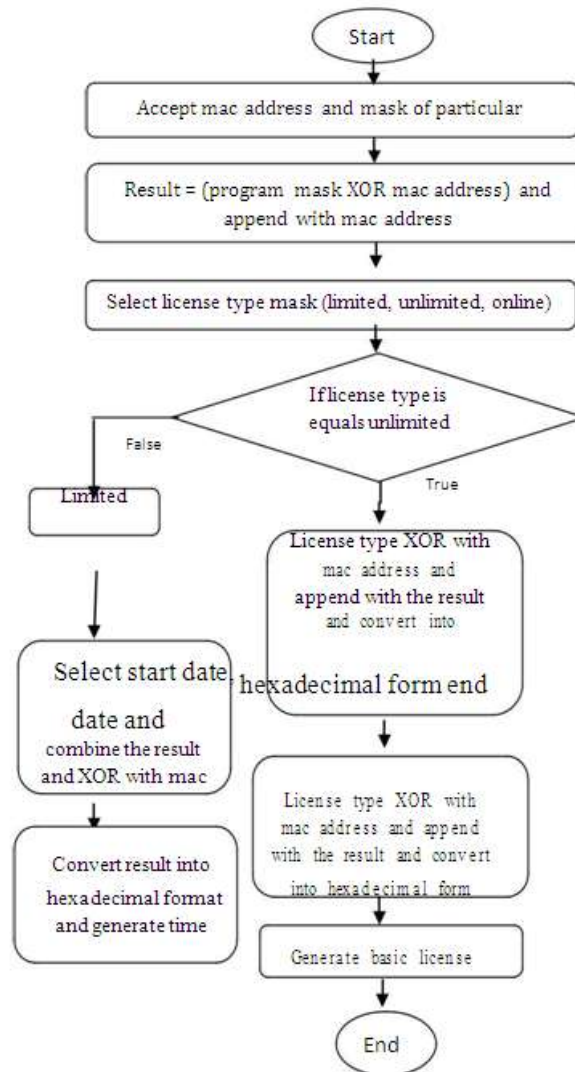 Start
Accept mac address and mask of particular
Result = (program mask XOR mac address) and
append with mac address
Select license type mask (limited, unlimited, online)
If license type is
equals unlimited
False
True
Limited
License type XOR with
mac address and
append with the result
and convert into
hexadecimal form end
Select start date,
date and
combine the result
and XOR with mac
License type XOR with
mac address and append
with the result and convert
into hexadecimal form
Convert result into
hexadecimal format
and generate time
Generate basic license
End